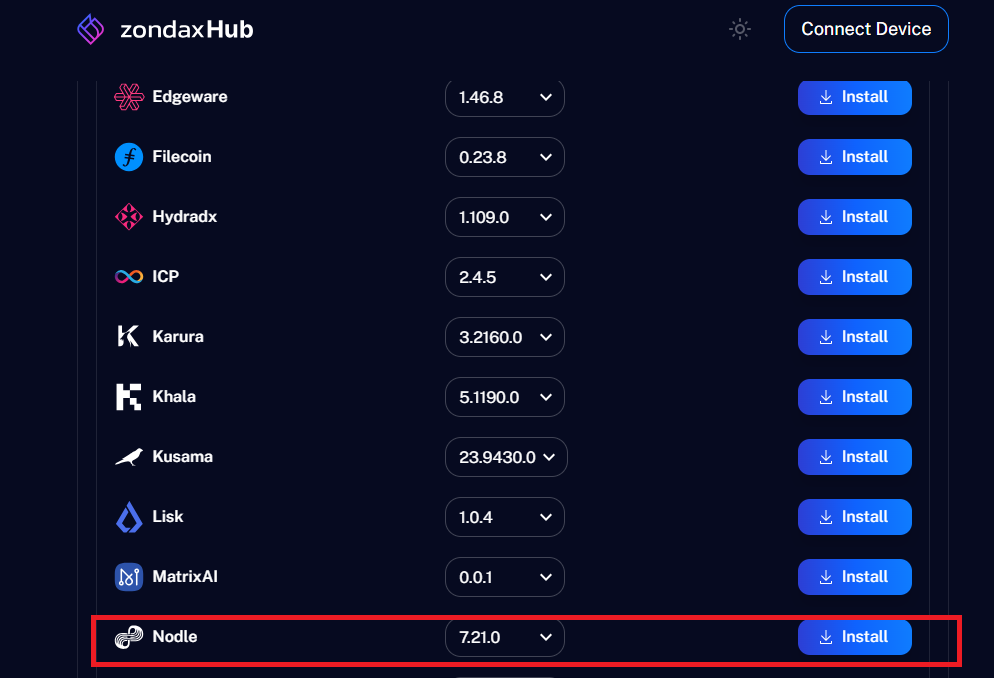 zondaxHub
Connect Device
Edgeware 1.46.8 Install
Filecoin 0.23.8 Install
Hydradx 1.109.0 Install
ICP 2.4.5 Install
Karura 3.2160.0 Install
Khala 5.1190.0 Install
Kusama 23.9430.0 Install
Lisk 1.0.4 Install
MatrixAI 0.0.1 Install
Nodle 7.21.0 Install